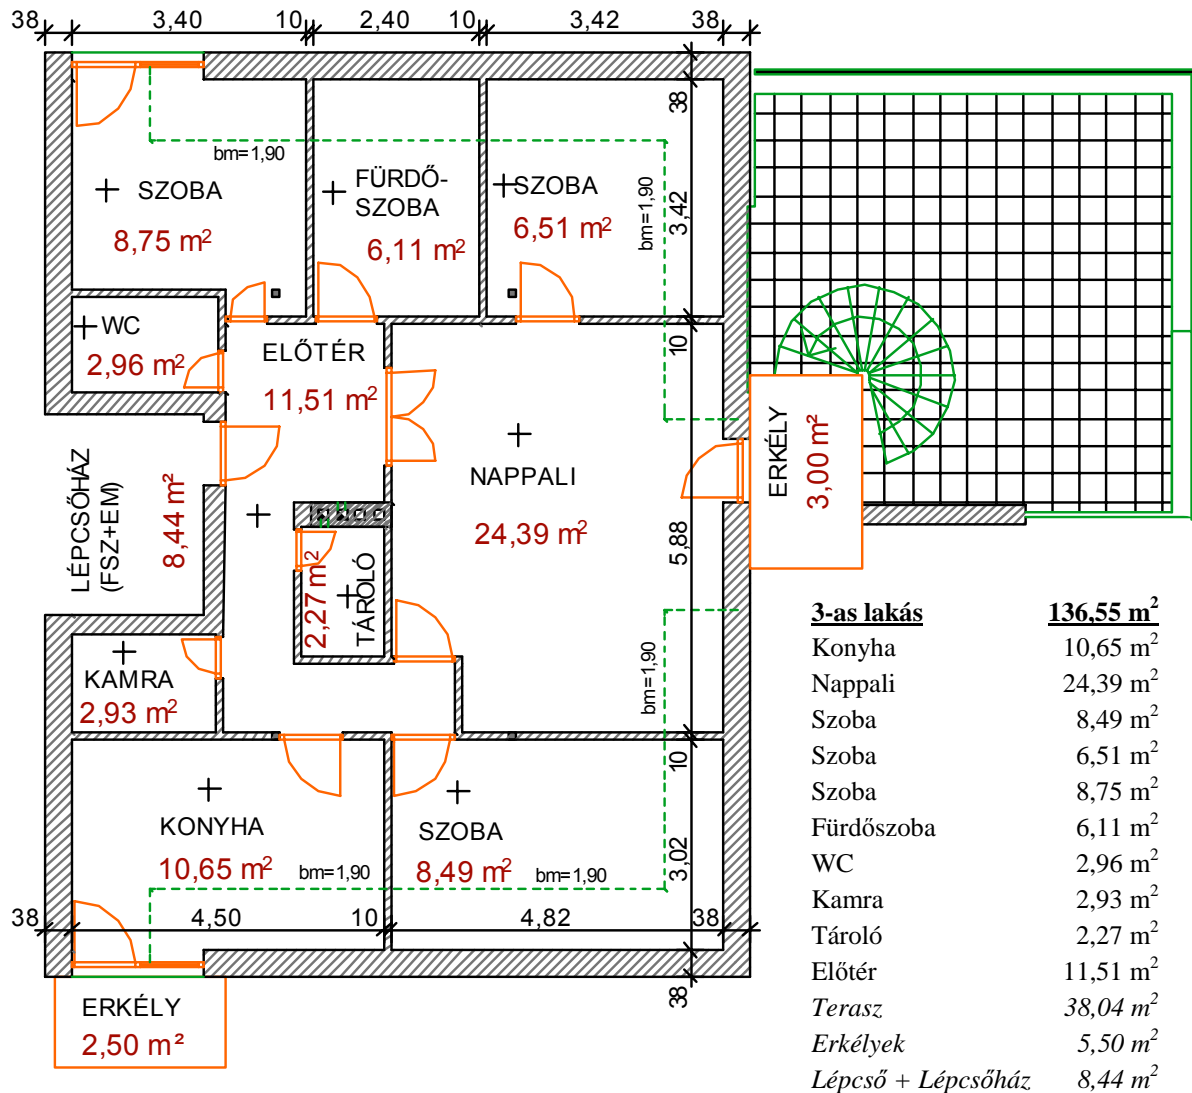 38 3,40 10 2,40 10 3,42 38
38
bm=1,90
SZOBA
8,75 m²
FÜRDŐ-
SZOBA
6,11 m²
SZOBA
6,51 m²
bm=1,90
3,42
WC
2,96 m²
ELŐTÉR
11,51 m²
10
LÉPCSŐHÁZ
(FSZ+EM)
8,44 m²
NAPPALI
24,39 m²
5,88
ERKÉLY
3,00 m²
2,27 m²
TÁROLÓ
KAMRA
2,93 m²
bm=1,90
10
KONYHA
10,65 m²
bm=1,90
SZOBA
8,49 m²
bm=1,90
3,02
38 4,50 10 4,82 38
38
ERKÉLY
2,50 m²
3-as lakás 136,55 m²
Konyha 10,65 m²
Nappali 24,39 m²
Szoba 8,49 m²
Szoba 6,51 m²
Szoba 8,75 m²
Fürdőszoba 6,11 m²
WC 2,96 m²
Kamra 2,93 m²
Tároló 2,27 m²
Előtér 11,51 m²
Terasz 38,04 m²
Erkélyek 5,50 m²
Lépcső + Lépcsőház 8,44 m²